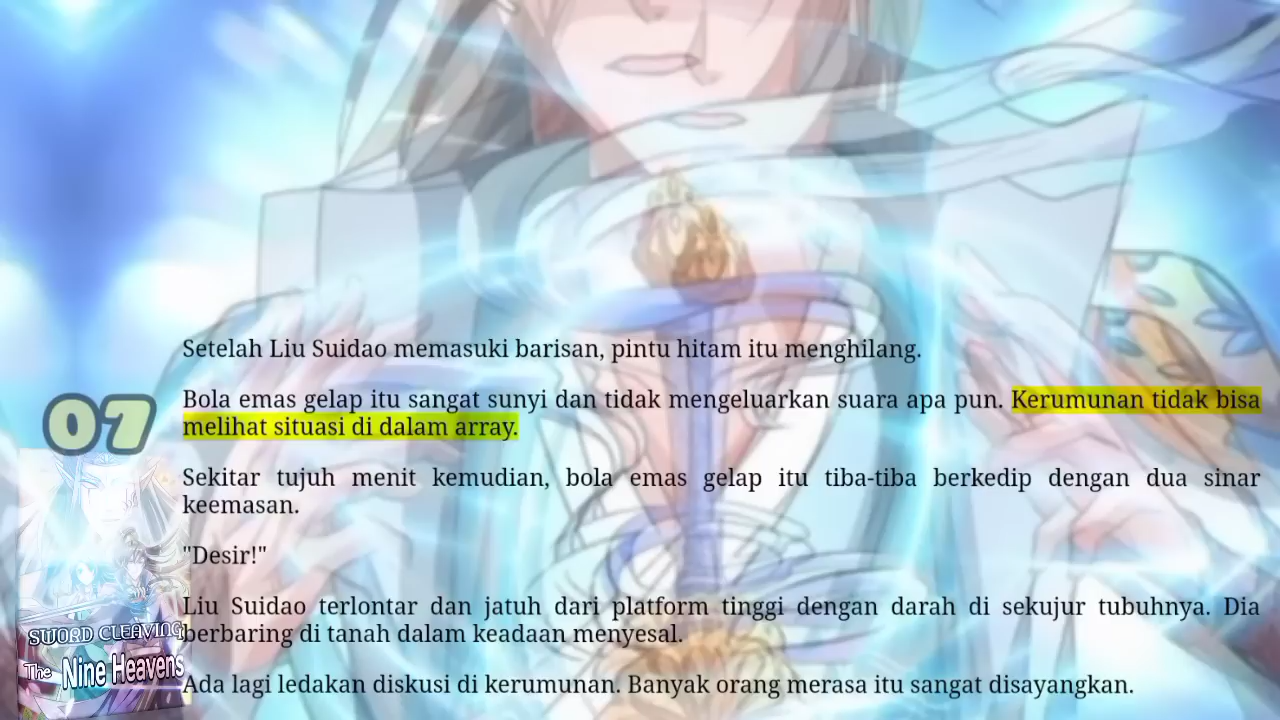 Setelah Liu Suidao memasuki barisan, pintu hitam itu menghilang.
Bola emas gelap itu sangat sunyi dan tidak mengeluarkan suara apa pun. Kerumunan tidak bisa
melihat situasi di dalam array.
07
Sekitar tujuh menit kemudian, bola emas gelap itu tiba-tiba berkedip dengan dua sinar
keemasan.
"Desir!"
Liu Suidao terlontar dan jatuh dari platform tinggi dengan darah di sekujur tubuhnya. Dia
berbaring di tanah dalam keadaan menyesal.
SWORD CLEAVING
The Nine Heavens
Ada lagi ledakan diskusi di kerumunan. Banyak orang merasa itu sangat disayangkan.